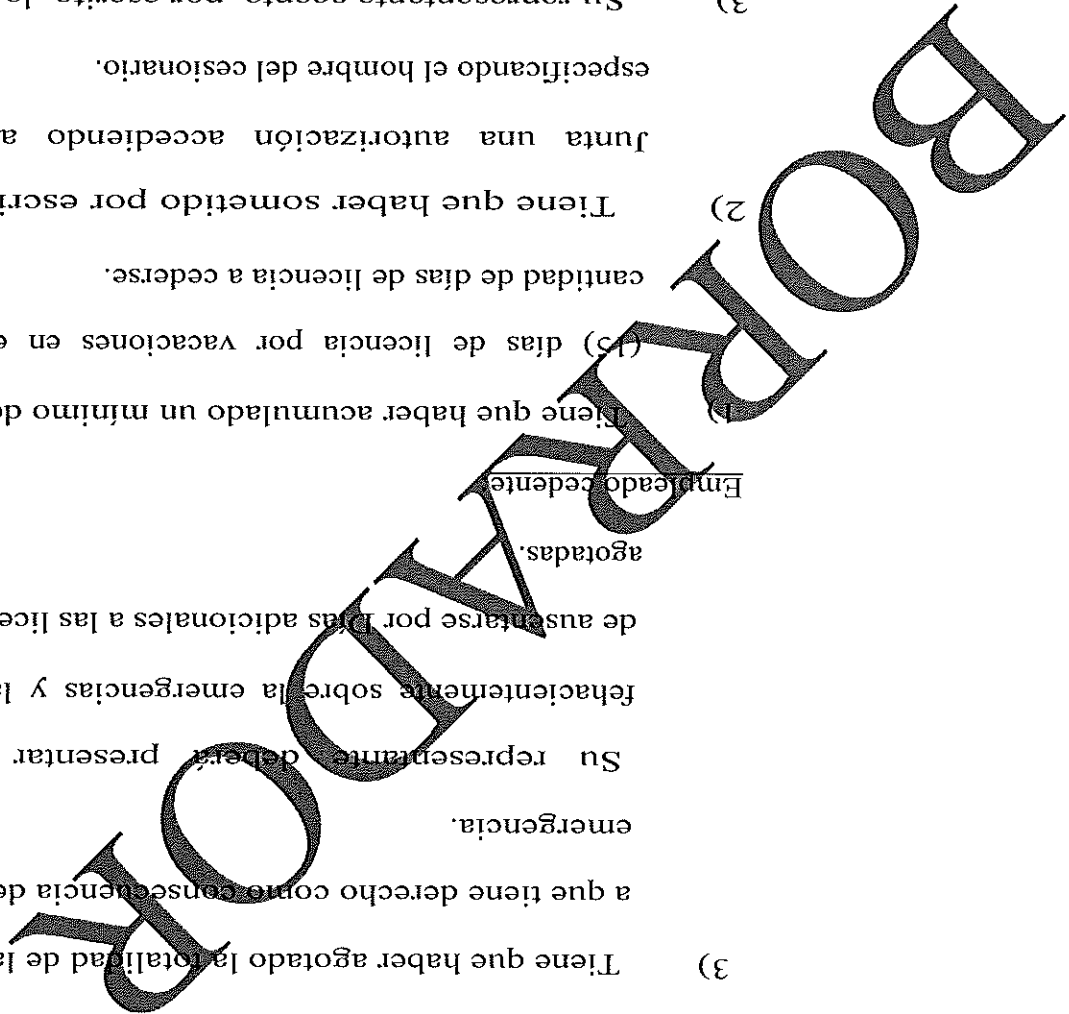 3) Tiene que haber agotado la totalidad de la
a que tiene derecho como consecuencia de
emergencia.
Su representante deberá presentar
fehacientemente sobre la emergencias y la
de ausentarse por Días adicionales a las lice
agotadas.
Empleado cedente:
1) Tiene que haber acumulado un mínimo de
(15) días de licencia por vacaciones en e
cantidad de días de licencia a cederse.
2) Tiene que haber sometido por escri
Junta una autorización accediendo a
especificando el hombre del cesionario.
3) Su representante acepte, por escrito, la
BORRADOR